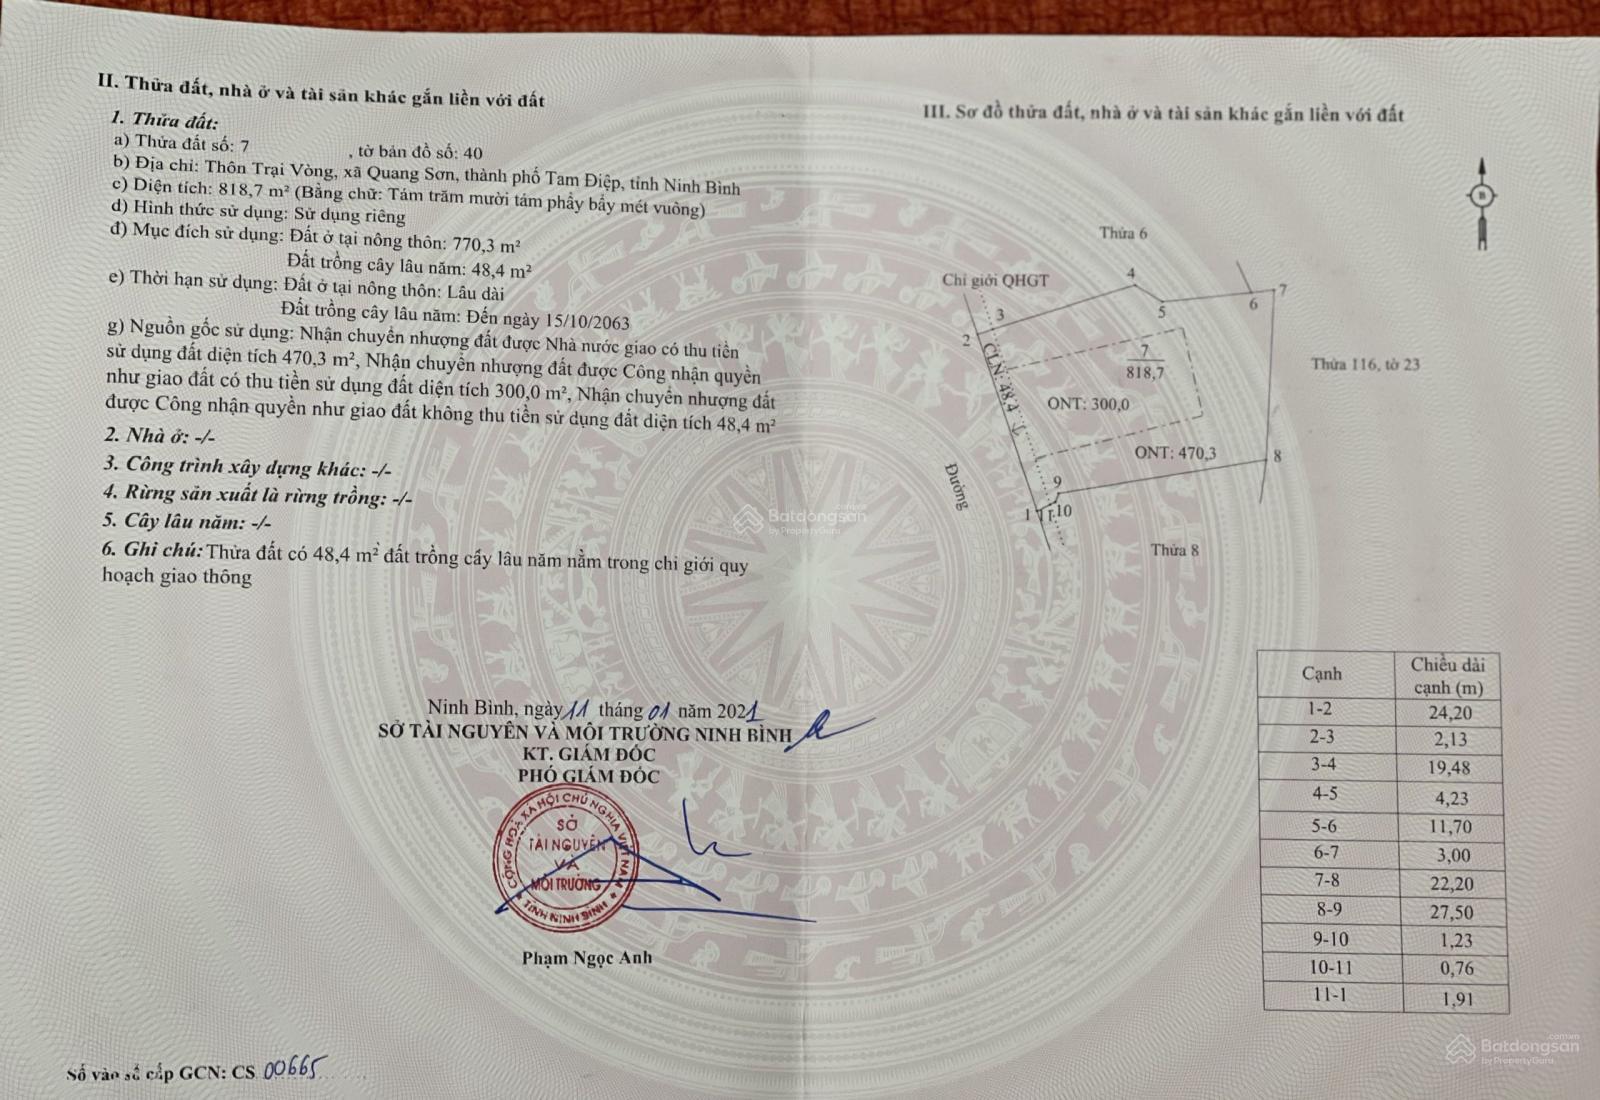 II. Thửa đất, nhà ở và tài sản khác gắn liền với đất
1. Thửa đất:
a) Thửa đất số: 7 , tờ bản đồ số: 40
b) Địa chỉ: Thôn Trại Vòng, xã Quang Sơn, thành phố Tam Điệp, tỉnh Ninh Bình
c) Diện tích: 818,7 m² (Bằng chữ: Tám trăm mười tám phẩy bẩy mét vuông)
d) Hình thức sử dụng: Sử dụng riêng
đ) Mục đích sử dụng: Đất ở tại nông thôn: 770,3 m²
Đất trồng cây lâu năm: 48,4 m²
e) Thời hạn sử dụng: Đất ở tại nông thôn: Lâu dài
Đất trồng cây lâu năm: Đến ngày 15/10/2063
g) Nguồn gốc sử dụng: Nhận chuyển nhượng đất được Nhà nước giao có thu tiền
sử dụng đất diện tích 470,3 m², Nhận chuyển nhượng đất được Công nhận quyền
như giao đất có thu tiền sử dụng đất diện tích 300,0 m², Nhận chuyển nhượng đất
được Công nhận quyền như giao đất không thu tiền sử dụng đất diện tích 48,4 m²
2. Nhà ở: -/-
3. Công trình xây dựng khác: -/-
4. Rừng sản xuất là rừng trồng: -/-
5. Cây lâu năm: -/-
6. Ghi chú: Thửa đất có 48,4 m² đất trồng cây lâu năm nằm trong chỉ giới quy
hoạch giao thông
Ninh Bình, ngày 11 tháng 01 năm 2021
SỞ TÀI NGUYÊN VÀ MÔI TRƯỜNG NINH BÌNH
KT. GIÁM ĐỐC
PHÓ GIÁM ĐỐC
CỘNG HOÀ XÃ HỘI CHỦ NGHĨA VIỆT NAM
SỞ
TÀI NGUYÊN
VÀ
MÔI TRƯỜNG
TỈNH NINH BÌNH
Phạm Ngọc Anh
Số vào sổ cấp GCN: CS 00665
III. Sơ đồ thửa đất, nhà ở và tài sản khác gắn liền với đất
B
Thửa 6
Chỉ giới QHGT
4
7
3
5
6
2
7
818,7
Thửa 116, tờ 23
CLN: 48,4
ONT: 300,0
ONT: 470,3
8
Đường
9
1 11 10
Thửa 8
Cạnh Chiều dài
cạnh (m)
1-2 24,20
2-3 2,13
3-4 19,48
4-5 4,23
5-6 11,70
6-7 3,00
7-8 22,20
8-9 27,50
9-10 1,23
10-11 0,76
11-1 1,91
Batdongsan.com.vn
by PropertyGuru
Batdongsan.com.vn
by PropertyGuru